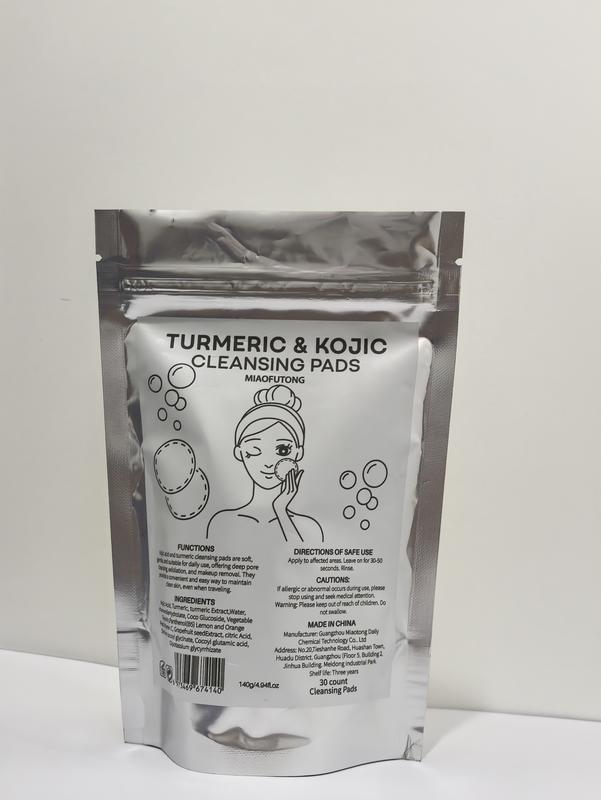 TURMERIC & KOJIC
CLEANSING PADS
MIAOFUTONG
FUNCTIONS
acid and turmeric cleansing pads are soft,
and suitable for daily use, offering deep pore
exfoliation, and makeup removal. They
a convenient and easy way to maintain
skin, even when traveling.
INGREDIENTS
Acid, Turmeric, turmeric Extract,Water,
Coco Glucoside, Vegetable
Lemon and Orange
Grapefruit seedExtract, citric Acid,
glycinate, Cocoyl glutamic acid,
glycyrrhizate
674140
140g/4.94fl.oz
DIRECTIONS OF SAFE USE
Apply to affected areas. Leave on for 30-50
seconds. Rinse.
CAUTIONS:
If allergic or abnormal occurs during use, please
stop using and seek medical attention.
Warning: Please keep out of reach of children. Do
not swallow.
MADE IN CHINA
Manufacturer: Guangzhou Miaotong Daily
Chemical Technology Co., Ltd
Address: No.20,Tieshanhe Road, Huashan Town,
Huadu District, Guangzhou (Floor 5, Building 2,
Jinhua Building, Meidong Industrial Park
Shelf life: Three years
30 count
Cleansing Pads